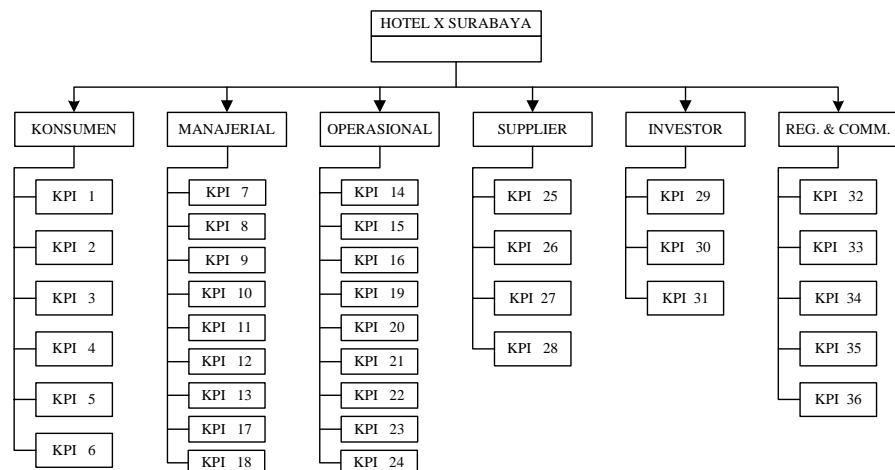 HOTEL X SURABAYA
KONSUMEN
MANAJERIAL
OPERASIONAL
SUPPLIER
INVESTOR
REG. & COMM.
KPI 1
KPI 2
KPI 3
KPI 4
KPI 5
KPI 6
KPI 7
KPI 8
KPI 9
KPI 10
KPI 11
KPI 12
KPI 13
KPI 17
KPI 18
KPI 14
KPI 15
KPI 16
KPI 19
KPI 20
KPI 21
KPI 22
KPI 23
KPI 24
KPI 25
KPI 26
KPI 27
KPI 28
KPI 29
KPI 30
KPI 31
KPI 32
KPI 33
KPI 34
KPI 35
KPI 36